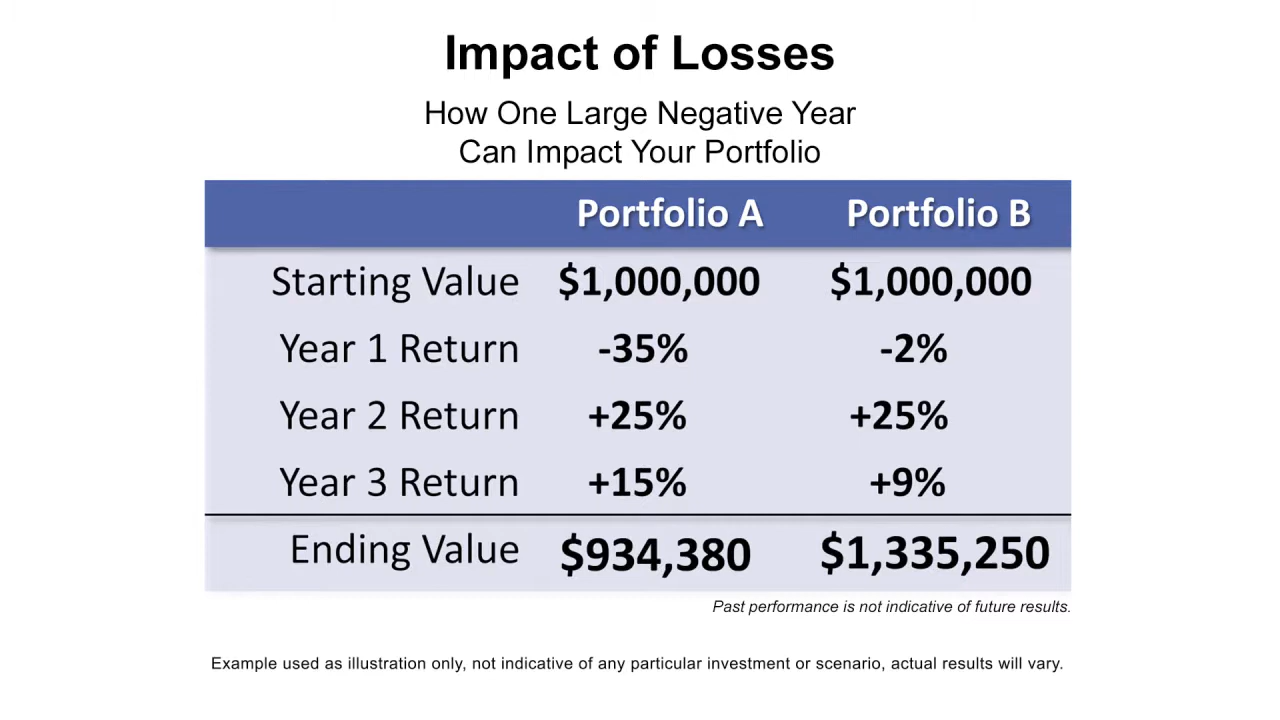 Impact of Losses
How One Large Negative Year
Can Impact Your Portfolio
Portfolio A Portfolio B
Starting Value $1,000,000 $1,000,000
Year 1 Return -35% -2%
Year 2 Return +25% +25%
Year 3 Return +15% +9%
Ending Value $934,380 $1,335,250
Past performance is not indicative of future results.
Example used as illustration only, not indicative of any particular investment or scenario, actual results will vary.